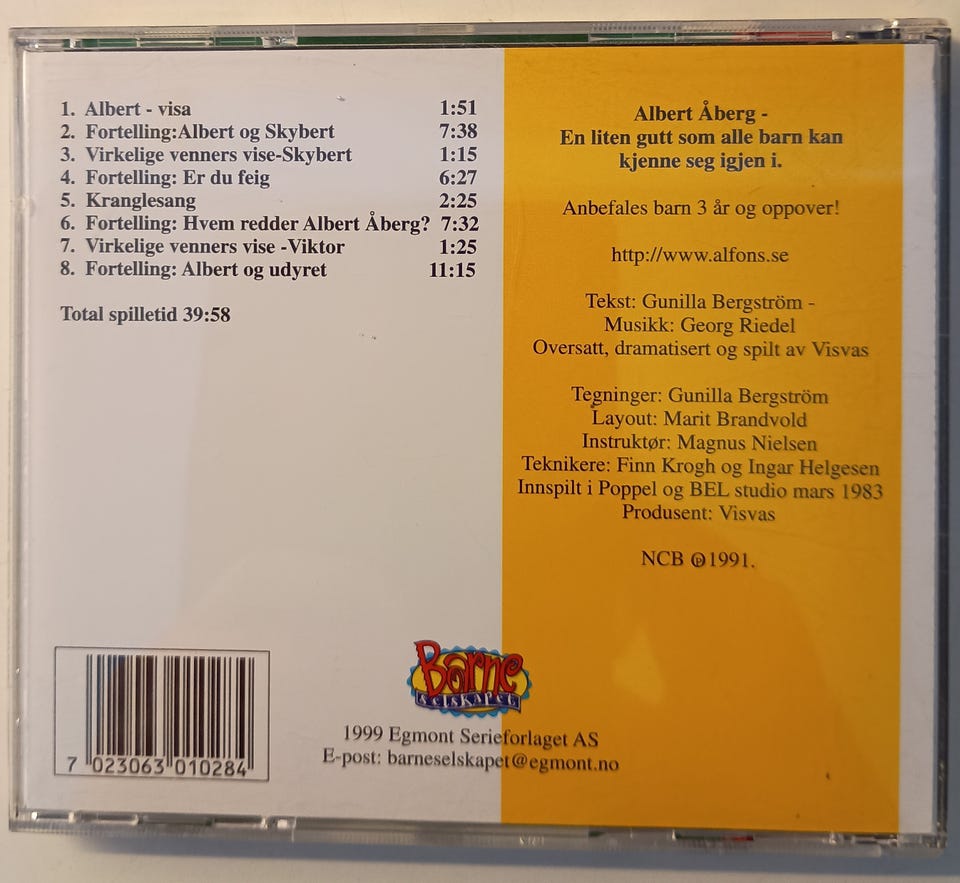 1. Albert - visa 1:51
2. Fortelling:Albert og Skybert 7:38
3. Virkelige venners vise-Skybert 1:15
4. Fortelling: Er du feig 6:27
5. Kranglesang 2:25
6. Fortelling: Hvem redder Albert Åberg? 7:32
7. Virkelige venners vise -Viktor 1:25
8. Fortelling: Albert og udyret 11:15
Total spilletid 39:58
Albert Åberg -
En liten gutt som alle barn kan
kjenne seg igjen i.
Anbefales barn 3 år og oppover!
http://www.alfons.se
Tekst: Gunilla Bergström -
Musikk: Georg Riedel
Oversatt, dramatisert og spilt av Visvas
Tegninger: Gunilla Bergström
Layout: Marit Brandvold
Instruktør: Magnus Nielsen
Teknikere: Finn Krogh og Ingar Helgesen
Innspilt i Poppel og BEL studio mars 1983
Produsent: Visvas
NCB ℗ 1991.
Barne
SELSKAPET
1999 Egmont Serieforlaget AS
E-post: barneselskapet@egmont.no
7 023063 010284